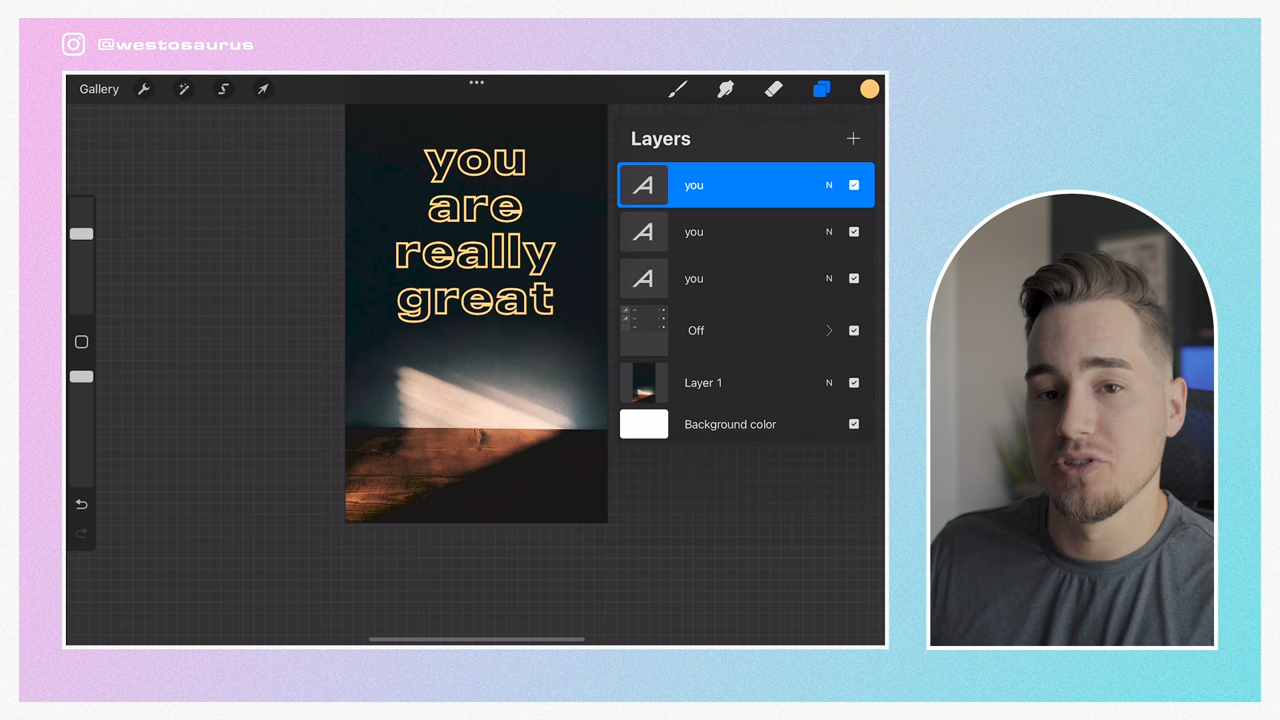 @westosaurus
Gallery
you
are
really
great
Layers
you N
you N
you N
Off
Layer 1 N
Background color